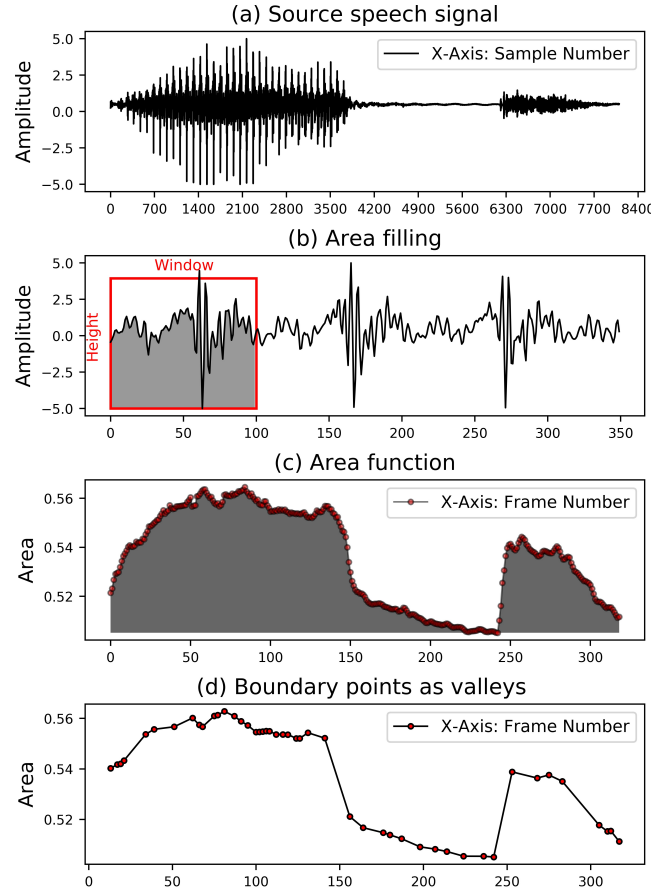 (a) Source speech signal
5.0
2.5
0.0
−2.5
−5.0
Amplitude
X-Axis: Sample Number
0 700 1400 2100 2800 3500 4200 4900 5600 6300 7000 7700 8400
(b) Area filling
5.0
2.5
0.0
−2.5
−5.0
Amplitude
Window
Height
0 50 100 150 200 250 300 350
(c) Area function
0.56
0.54
0.52
Area
X-Axis: Frame Number
0 50 100 150 200 250 300
(d) Boundary points as valleys
0.56
0.54
0.52
Area
X-Axis: Frame Number
0 50 100 150 200 250 300